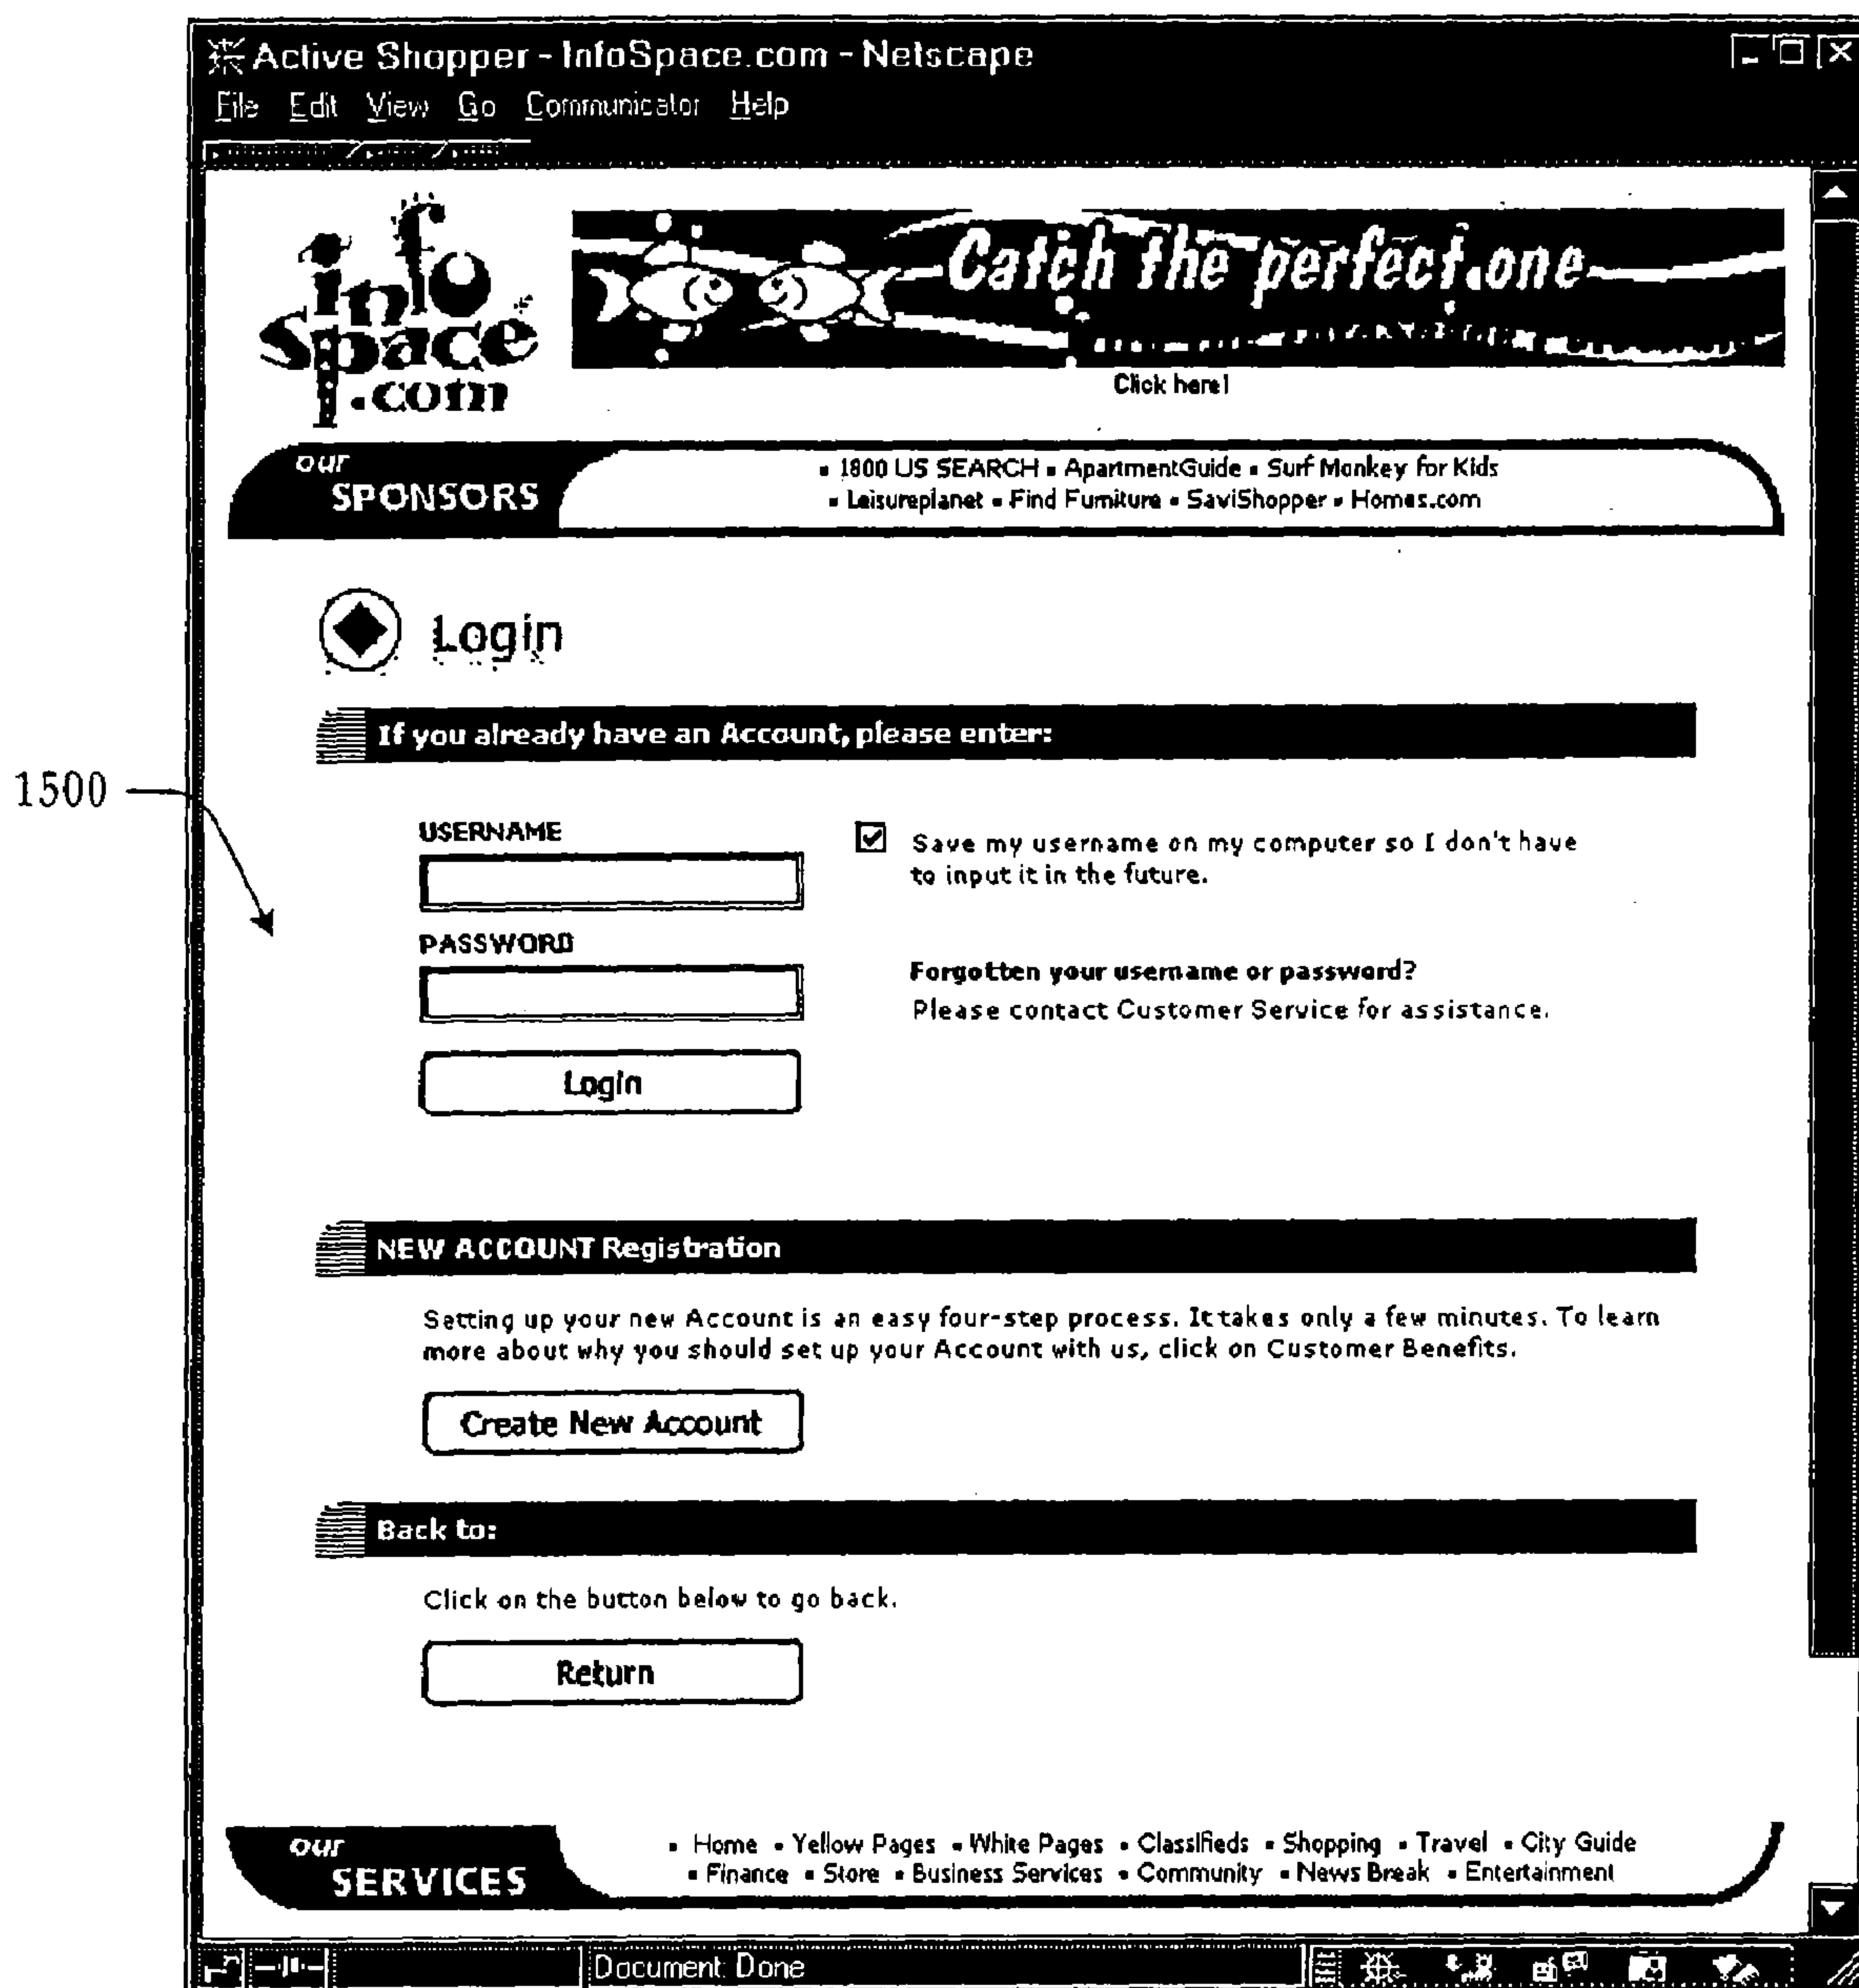 Active Shopper - InfoSpace.com - Netscape
File Edit View Go Communicator Help
info
space
.com
Catch the perfect one
Click here!
our
SPONSORS
▪ 1800 US SEARCH ▪ ApartmentGuide ▪ Surf Monkey for Kids
▪ Leisureplanet ▪ Find Furniture ▪ SaviShopper ▪ Homes.com
Login
If you already have an Account, please enter:
1500
USERNAME
Save my username on my computer so I don't have
to input it in the future.
PASSWORD
Forgotten your username or password?
Please contact Customer Service for assistance.
Login
NEW ACCOUNT Registration
Setting up your new Account is an easy four-step process. It takes only a few minutes. To learn
more about why you should set up your Account with us, click on Customer Benefits.
Create New Account
Back to:
Click on the button below to go back.
Return
our
SERVICES
▪ Home ▪ Yellow Pages ▪ White Pages ▪ Classifieds ▪ Shopping ▪ Travel ▪ City Guide
▪ Finance ▪ Store ▪ Business Services ▪ Community ▪ News Break ▪ Entertainment
Document: Done